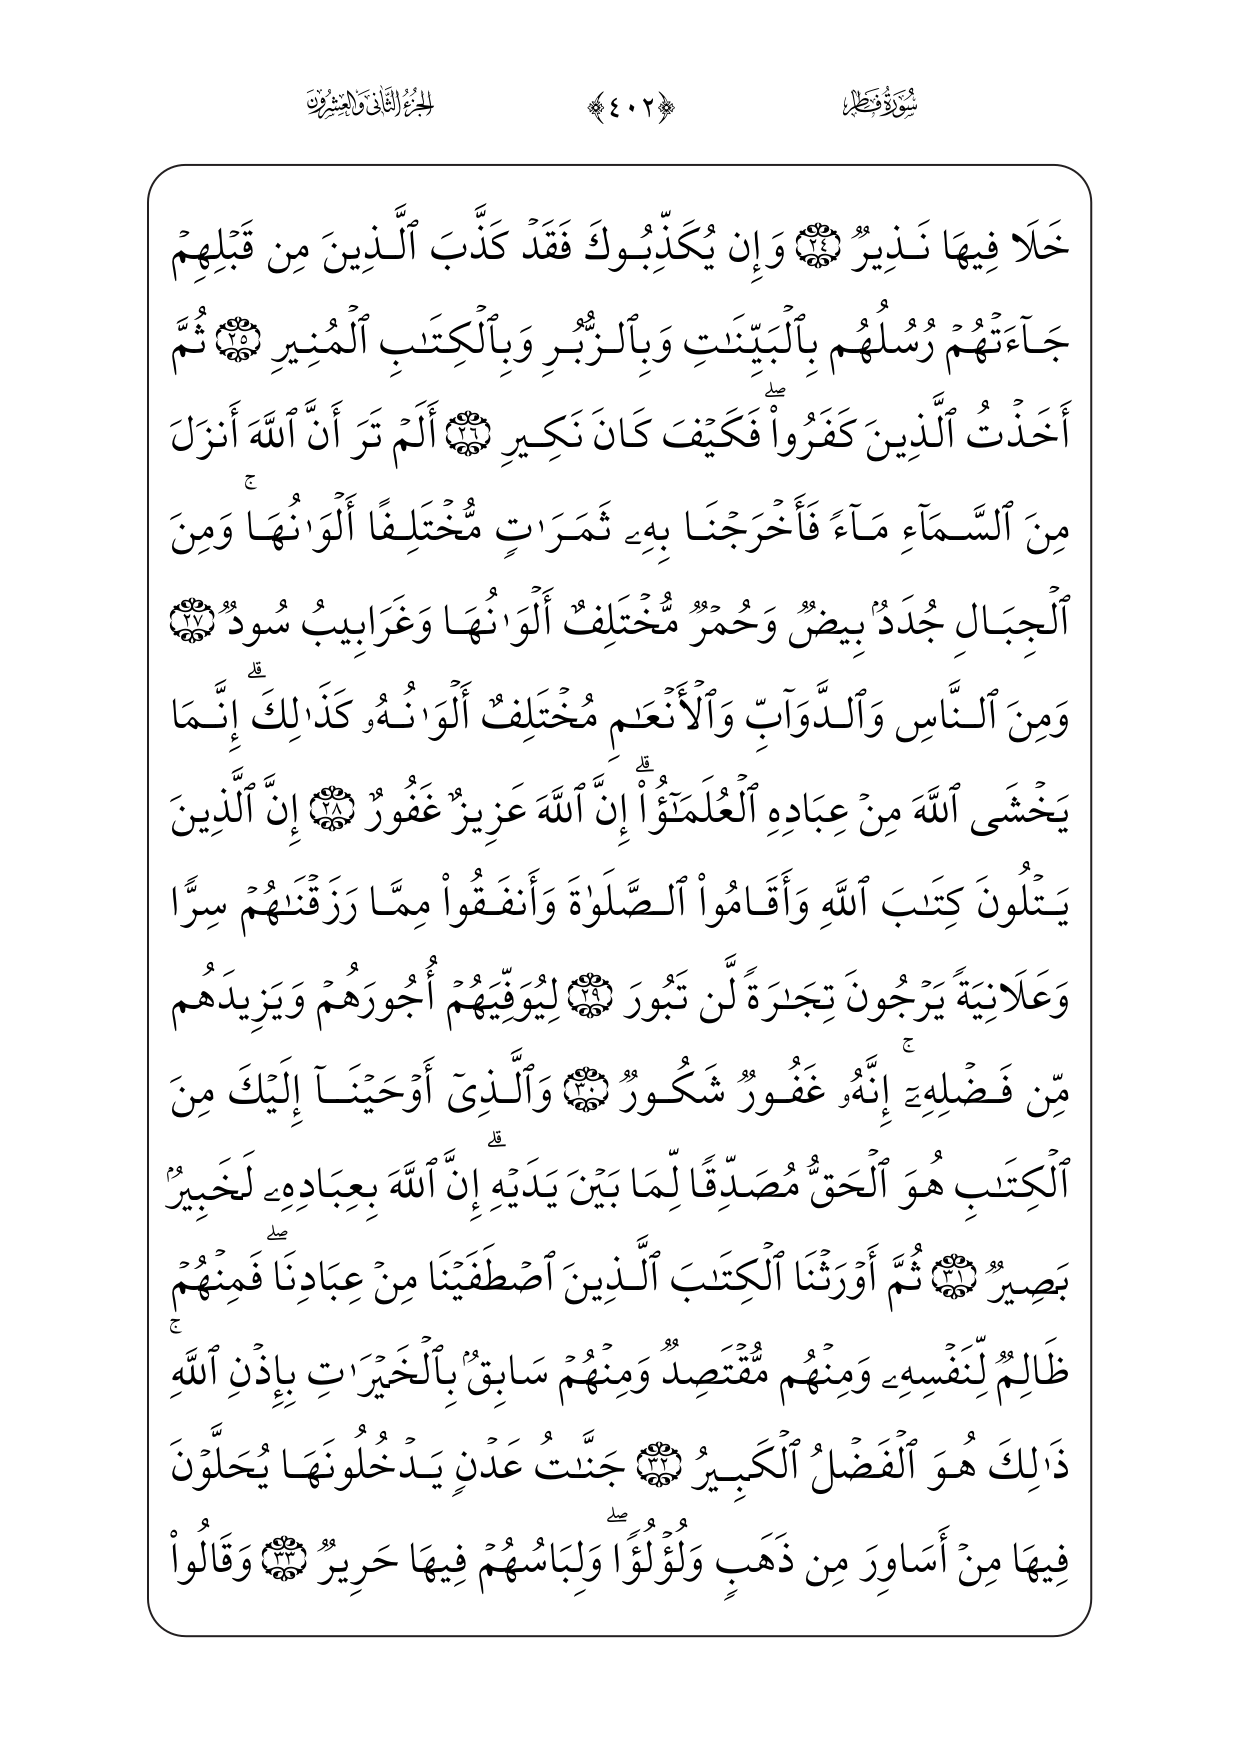 سُورَةُ فَاطِرٍ ﴿٤٠٢﴾ الجُزْءُ الثَّانِي وَالعِشْرُونَ
خَلَا فِيهَا نَذِيرٞ ٢٤ وَإِن يُكَذِّبُوكَ فَقَدۡ كَذَّبَ ٱلَّذِينَ مِن قَبۡلِهِمۡ
جَآءَتۡهُمۡ رُسُلُهُم بِٱلۡبَيِّنَٰتِ وَبِٱلزُّبُرِ وَبِٱلۡكِتَٰبِ ٱلۡمُنِيرِ ٢٥ ثُمَّ
أَخَذۡتُ ٱلَّذِينَ كَفَرُواْۖ فَكَيۡفَ كَانَ نَكِيرِ ٢٦ أَلَمۡ تَرَ أَنَّ ٱللَّهَ أَنزَلَ
مِنَ ٱلسَّمَآءِ مَآءٗ فَأَخۡرَجۡنَا بِهِۦ ثَمَرَٰتٖ مُّخۡتَلِفًا أَلۡوَٰنُهَاۚ وَمِنَ
ٱلۡجِبَالِ جُدَدُۢ بِيضٞ وَحُمۡرٞ مُّخۡتَلِفٌ أَلۡوَٰنُهَا وَغَرَابِيبُ سُودٞ ٢٧
وَمِنَ ٱلنَّاسِ وَٱلدَّوَآبِّ وَٱلۡأَنۡعَٰمِ مُخۡتَلِفٌ أَلۡوَٰنُهُۥ كَذَٰلِكَۗ إِنَّمَا
يَخۡشَى ٱللَّهَ مِنۡ عِبَادِهِ ٱلۡعُلَمَٰٓؤُاْۗ إِنَّ ٱللَّهَ عَزِيزٌ غَفُورٌ ٢٨ إِنَّ ٱلَّذِينَ
يَتۡلُونَ كِتَٰبَ ٱللَّهِ وَأَقَامُواْ ٱلصَّلَوٰةَ وَأَنفَقُواْ مِمَّا رَزَقۡنَٰهُمۡ سِرّٗا
وَعَلَانِيَةٗ يَرۡجُونَ تِجَٰرَةٗ لَّن تَبُورَ ٢٩ لِيُوَفِّيَهُمۡ أُجُورَهُمۡ وَيَزِيدَهُم
مِّن فَضۡلِهِۦٓۚ إِنَّهُۥ غَفُورٞ شَكُورٞ ٣٠ وَٱلَّذِيٓ أَوۡحَيۡنَآ إِلَيۡكَ مِنَ
ٱلۡكِتَٰبِ هُوَ ٱلۡحَقُّ مُصَدِّقٗا لِّمَا بَيۡنَ يَدَيۡهِۗ إِنَّ ٱللَّهَ بِعِبَادِهِۦ لَخَبِيرُۢ
بَصِيرٞ ٣١ ثُمَّ أَوۡرَثۡنَا ٱلۡكِتَٰبَ ٱلَّذِينَ ٱصۡطَفَيۡنَا مِنۡ عِبَادِنَاۖ فَمِنۡهُمۡ
ظَالِمٞ لِّنَفۡسِهِۦ وَمِنۡهُم مُّقۡتَصِدٞ وَمِنۡهُمۡ سَابِقُۢ بِٱلۡخَيۡرَٰتِ بِإِذۡنِ ٱللَّهِۚ
ذَٰلِكَ هُوَ ٱلۡفَضۡلُ ٱلۡكَبِيرُ ٣٢ جَنَّٰتُ عَدۡنٖ يَدۡخُلُونَهَا يُحَلَّوۡنَ
فِيهَا مِنۡ أَسَاوِرَ مِن ذَهَبٖ وَلُؤۡلُؤٗاۖ وَلِبَاسُهُمۡ فِيهَا حَرِيرٞ ٣٣ وَقَالُواْ